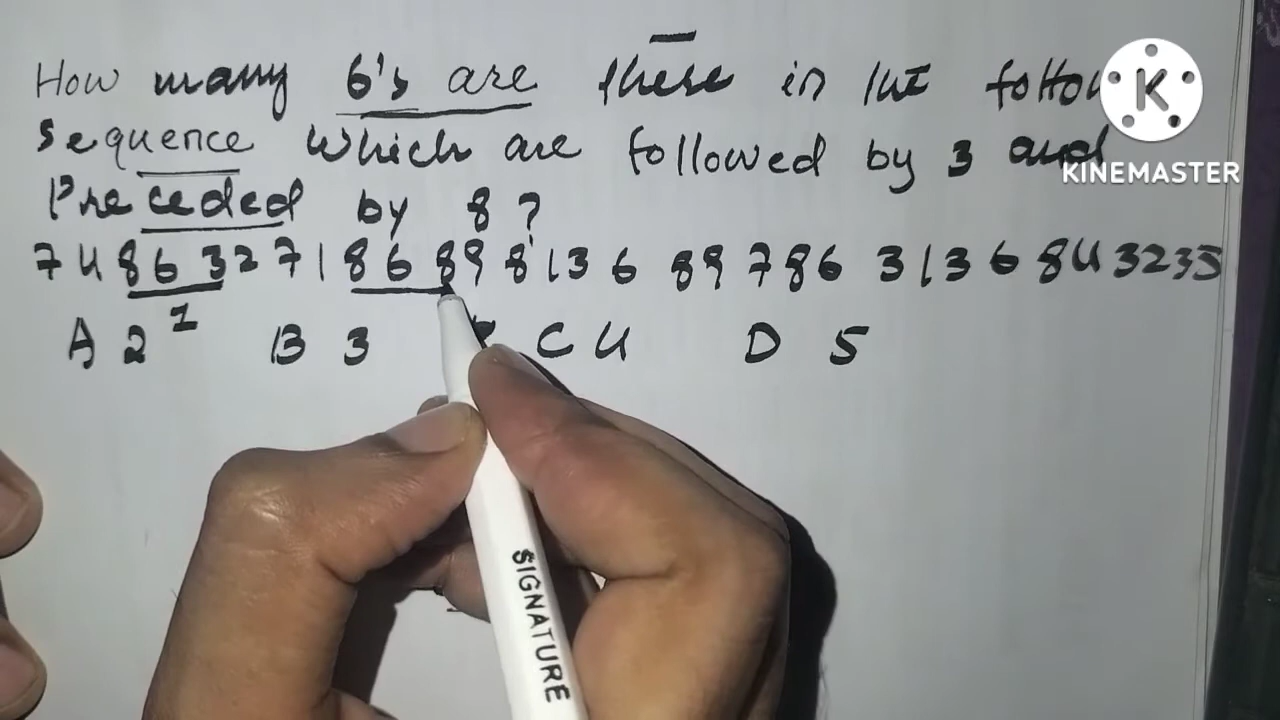 How many 6's are these in the
sequence which are followed by 3 and
Preceded by 8 ?
7 4 8 6 3 2 7 1 8 6 8 9 8 1 3 6 8 9 7 8 6 3 1 3 6 8 4 3 2 3 5
1
A 2 B 3 C 4 D 5
K
KINEMASTER
SIGNATURE